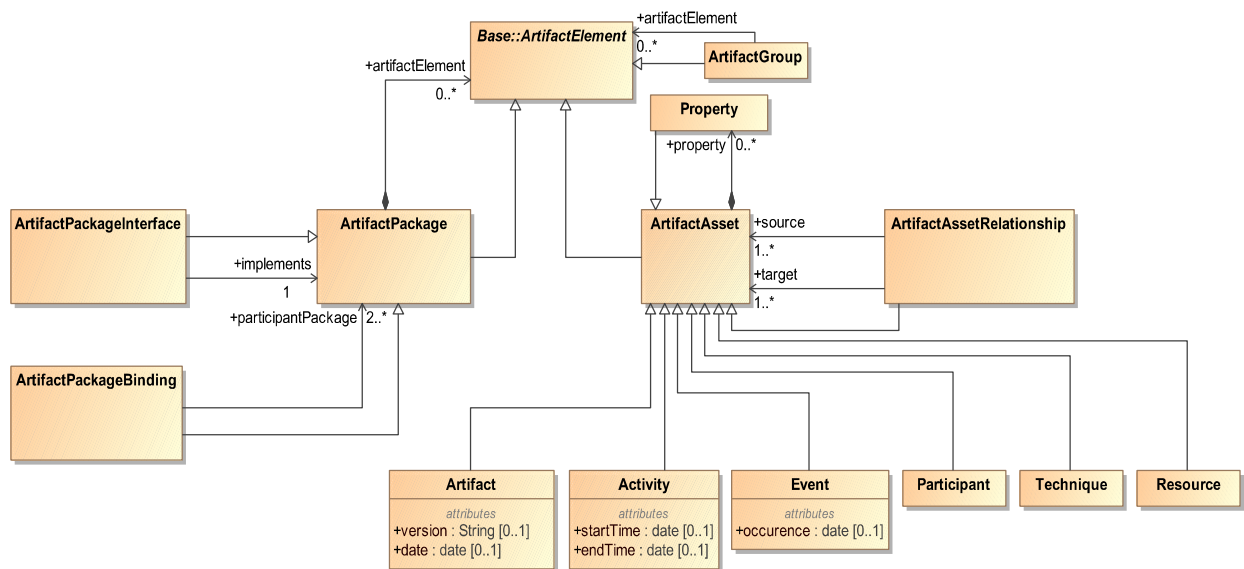 +artifactElement
Base::ArtifactElement
0..*
ArtifactGroup
+artifactElement
0..*
Property
+property
0..*
ArtifactPackageInterface
ArtifactPackage
ArtifactAsset
+source
1..*
ArtifactAssetRelationship
+implements
1
+target
1..*
+participantPackage
2..*
ArtifactPackageBinding
Artifact
attributes
+version : String [0..1]
+date : date [0..1]
Activity
attributes
+startTime : date [0..1]
+endTime : date [0..1]
Event
attributes
+occurence : date [0..1]
Participant
Technique
Resource